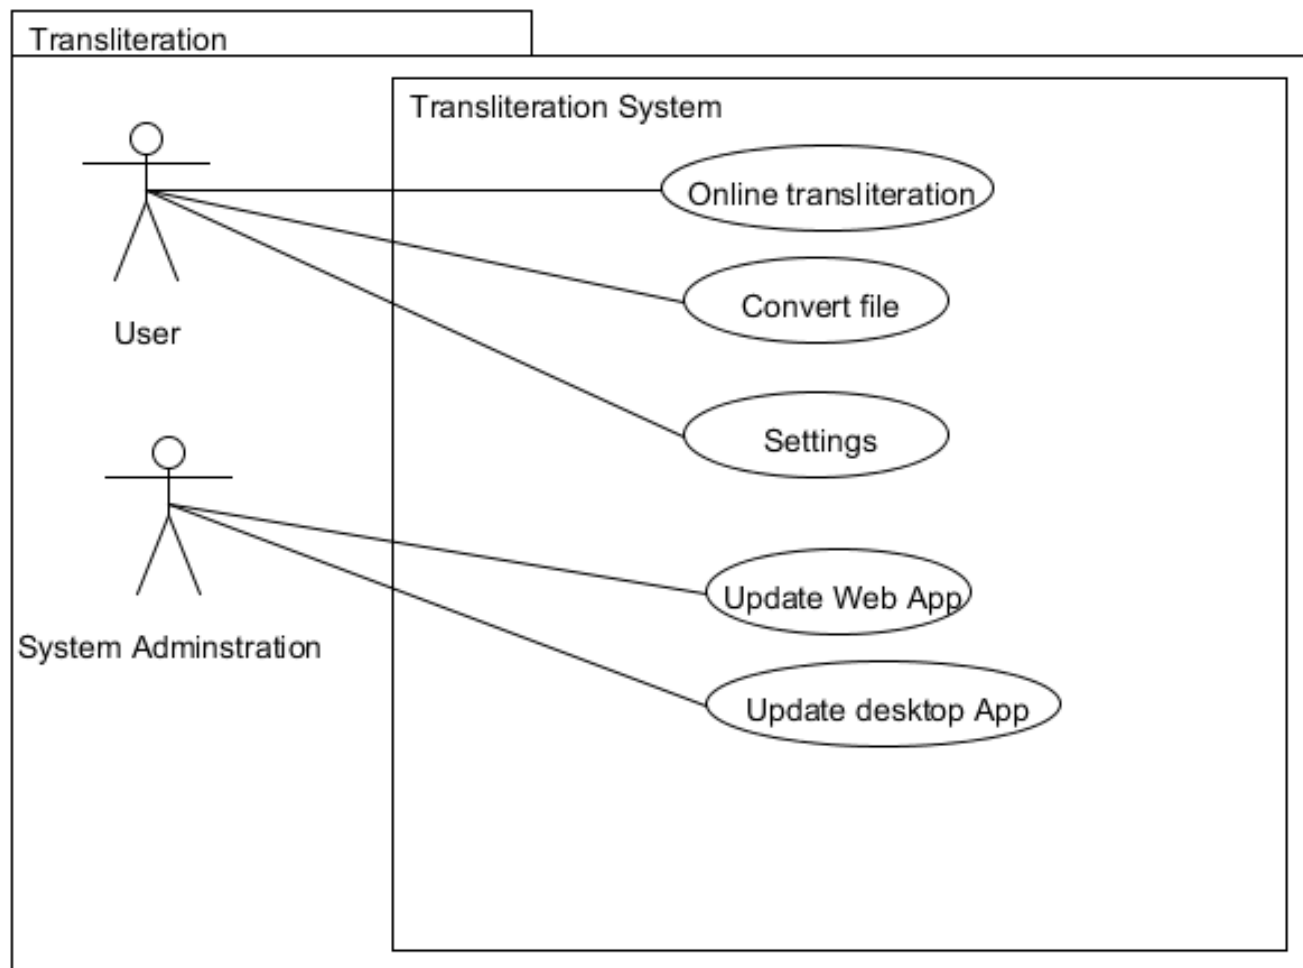 Transliteration
Transliteration System
Online transliteration
Convert file
User
Settings
Update Web App
System Adminstration
Update desktop App